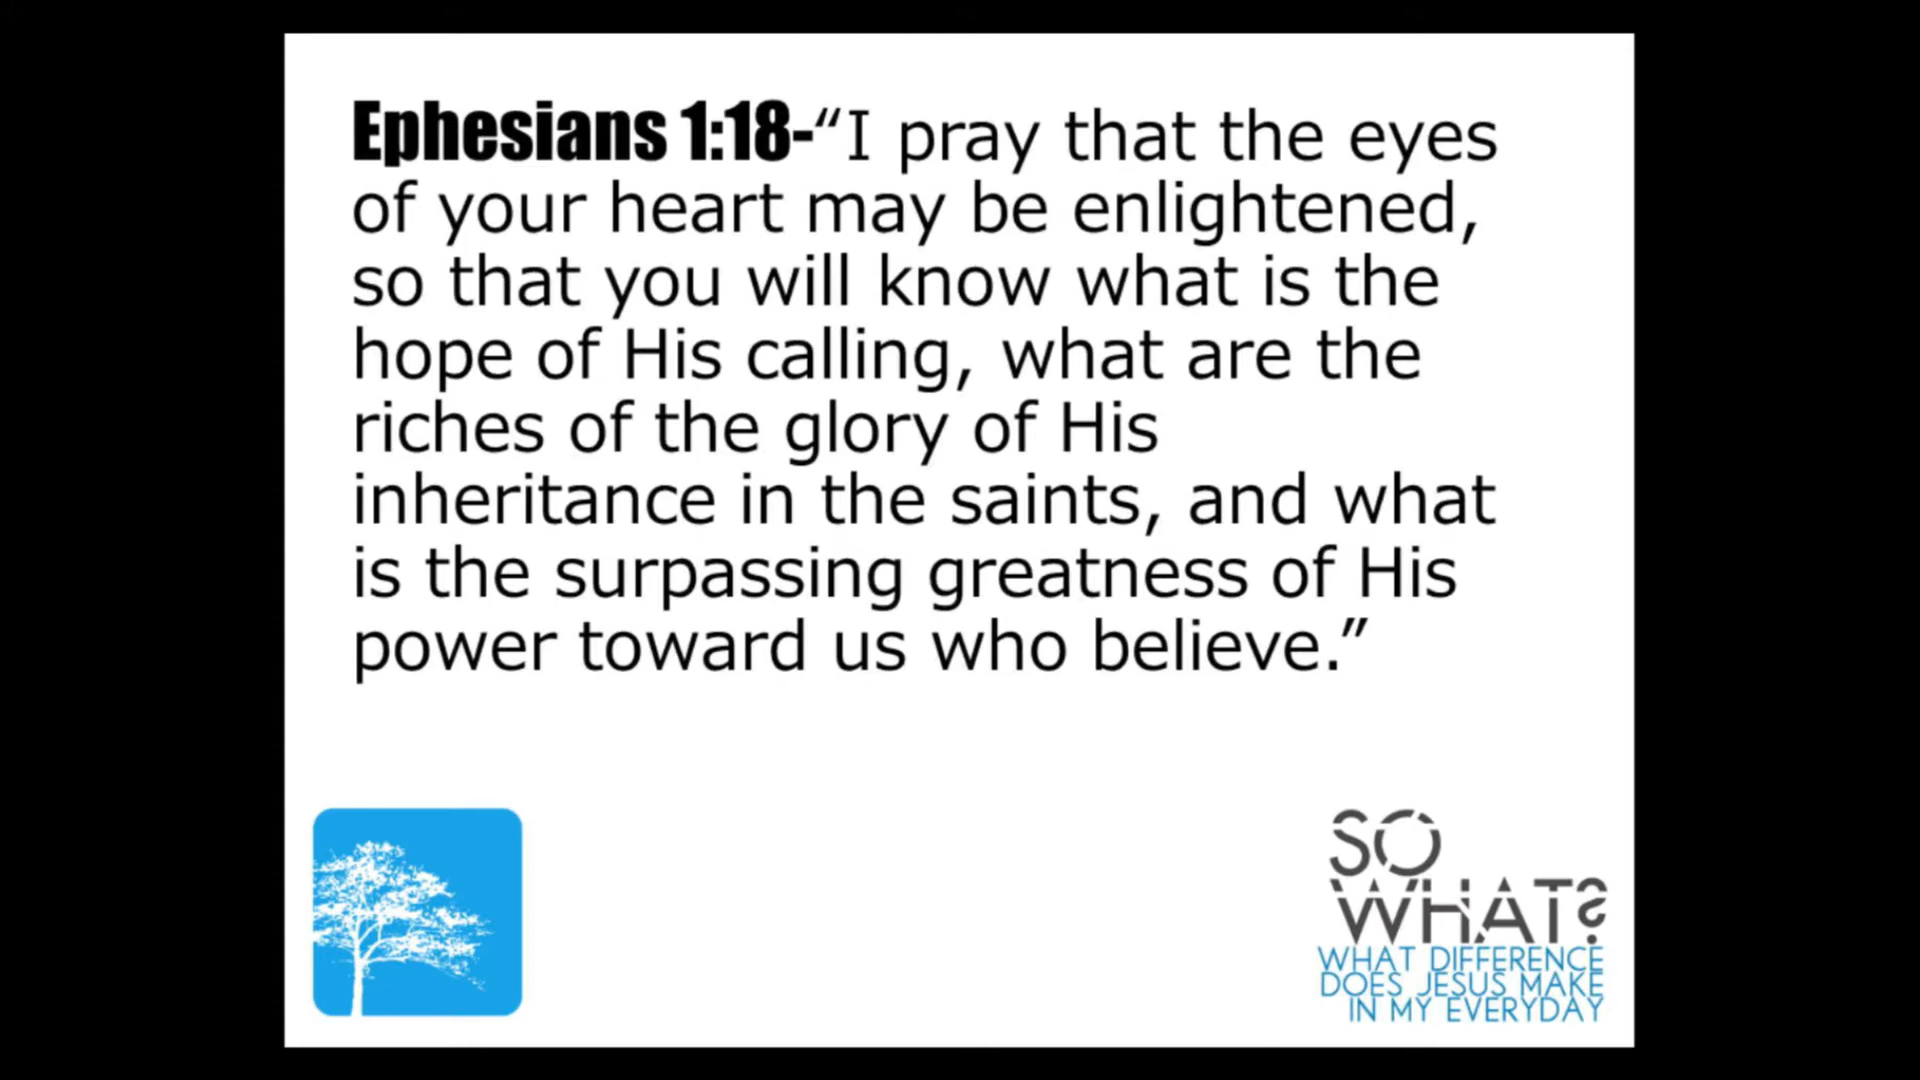 Ephesians 1:18-“I pray that the eyes
of your heart may be enlightened,
so that you will know what is the
hope of His calling, what are the
riches of the glory of His
inheritance in the saints, and what
is the surpassing greatness of His
power toward us who believe.”
SO
WHAT?
WHAT DIFFERENCE
DOES JESUS MAKE
IN MY EVERYDAY